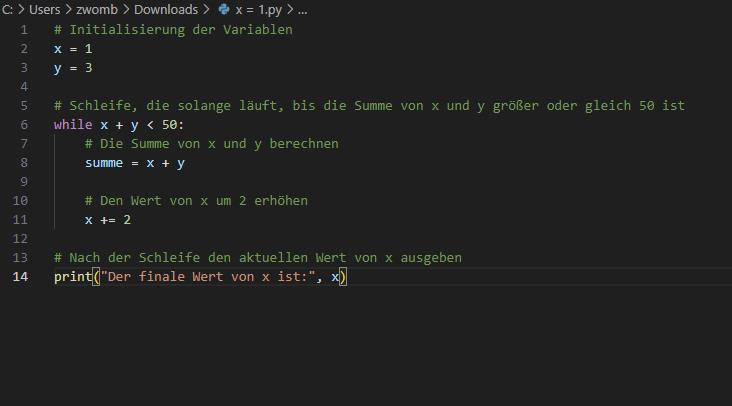 C: > Users > zwomb > Downloads > x = 1.py > ...
1 # Initialisierung der Variablen
2 x = 1
3 y = 3
4
5 # Schleife, die solange läuft, bis die Summe von x und y größer oder gleich 50 ist
6 while x + y < 50:
7     # Die Summe von x und y berechnen
8     summe = x + y
9
10     # Den Wert von x um 2 erhöhen
11     x += 2
12
13 # Nach der Schleife den aktuellen Wert von x ausgeben
14 print("Der finale Wert von x ist:", x)